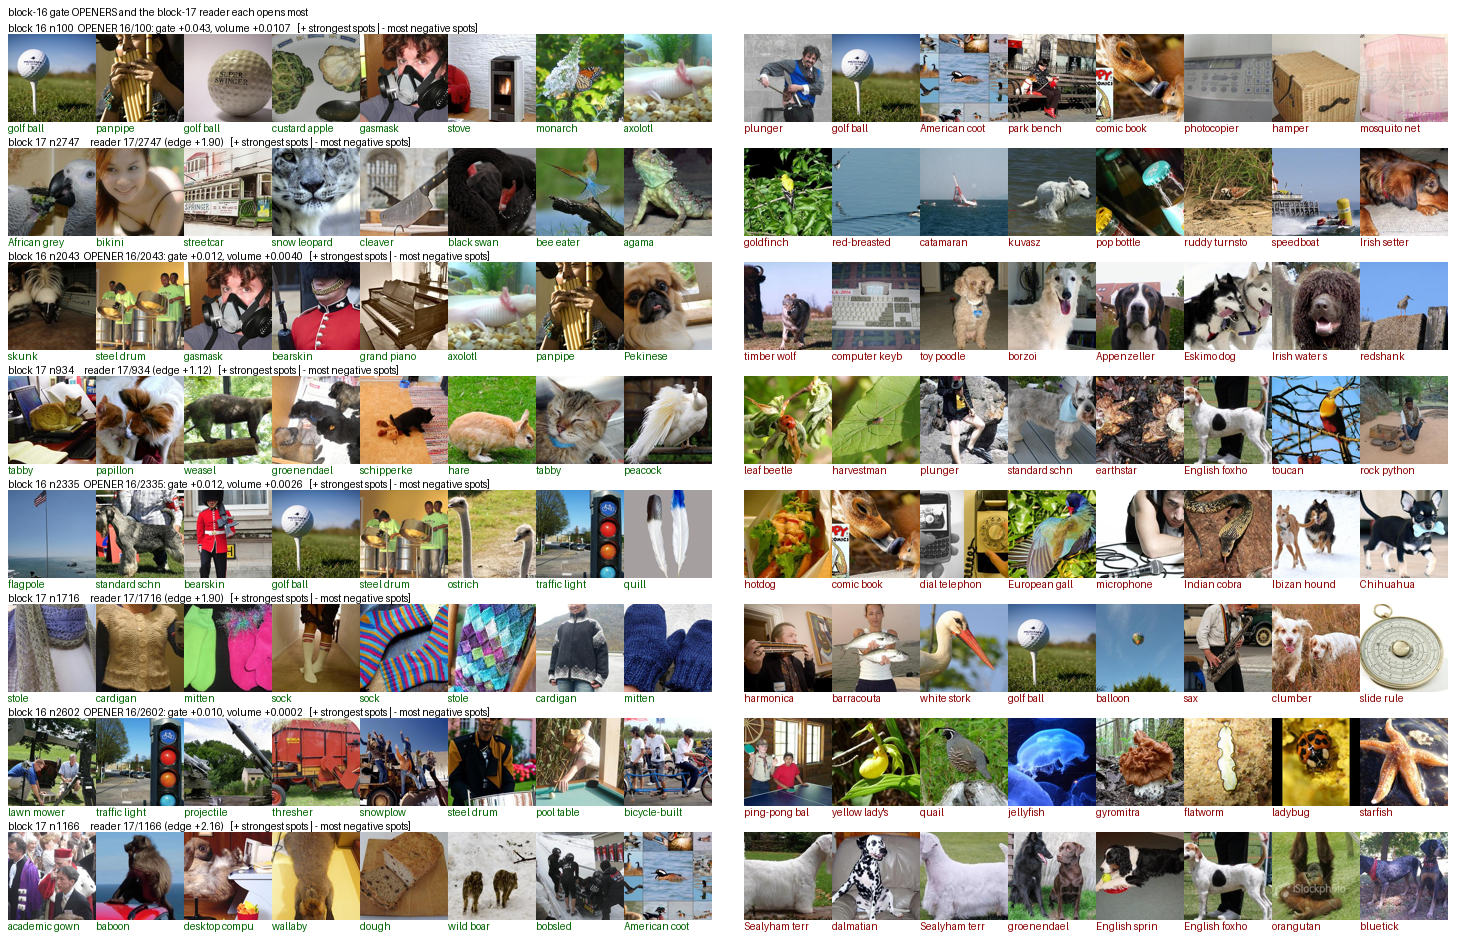 block-16 gate OPENERS and the block-17 reader each opens most
block 16 n100 OPENER 16/100: gate +0.043, volume +0.0107 [+ strongest spots | - most negative spots]
golf ball panpipe golf ball custard apple gasmask stove monarch axolotl plunger golf ball American coot park bench comic book photocopier hamper mosquito net
block 17 n2747 reader 17/2747 (edge +1.90) [+ strongest spots | - most negative spots]
African grey bikini streetcar snow leopard cleaver black swan bee eater agama goldfinch red-breasted catamaran kuvasz pop bottle ruddy turnsto speedboat Irish setter
block 16 n2043 OPENER 16/2043: gate +0.012, volume +0.0040 [+ strongest spots | - most negative spots]
skunk steel drum gasmask bearskin grand piano axolotl panpipe Pekinese timber wolf computer keyb toy poodle borzoi Appenzeller Eskimo dog Irish water s redshank
block 17 n934 reader 17/934 (edge +1.12) [+ strongest spots | - most negative spots]
tabby papillon weasel groenendael schipperke hare tabby peacock leaf beetle harvestman plunger standard schn earthstar English foxho toucan rock python
block 16 n2335 OPENER 16/2335: gate +0.012, volume +0.0026 [+ strongest spots | - most negative spots]
flagpole standard schn bearskin golf ball steel drum ostrich traffic light quill hotdog comic book dial telephon European gall microphone Indian cobra Ibizan hound Chihuahua
block 17 n1716 reader 17/1716 (edge +1.90) [+ strongest spots | - most negative spots]
stole cardigan mitten sock sock stole cardigan mitten harmonica barracouta white stork golf ball balloon sax clumber slide rule
block 16 n2602 OPENER 16/2602: gate +0.010, volume +0.0002 [+ strongest spots | - most negative spots]
lawn mower traffic light projectile thresher snowplow steel drum pool table bicycle-built ping-pong bal yellow lady's quail jellyfish gyromitra flatworm ladybug starfish
block 17 n1166 reader 17/1166 (edge +2.16) [+ strongest spots | - most negative spots]
academic gown baboon desktop compu wallaby dough wild boar bobsled American coot Sealyham terr dalmatian Sealyham terr groenendael English sprin English foxho orangutan bluetick